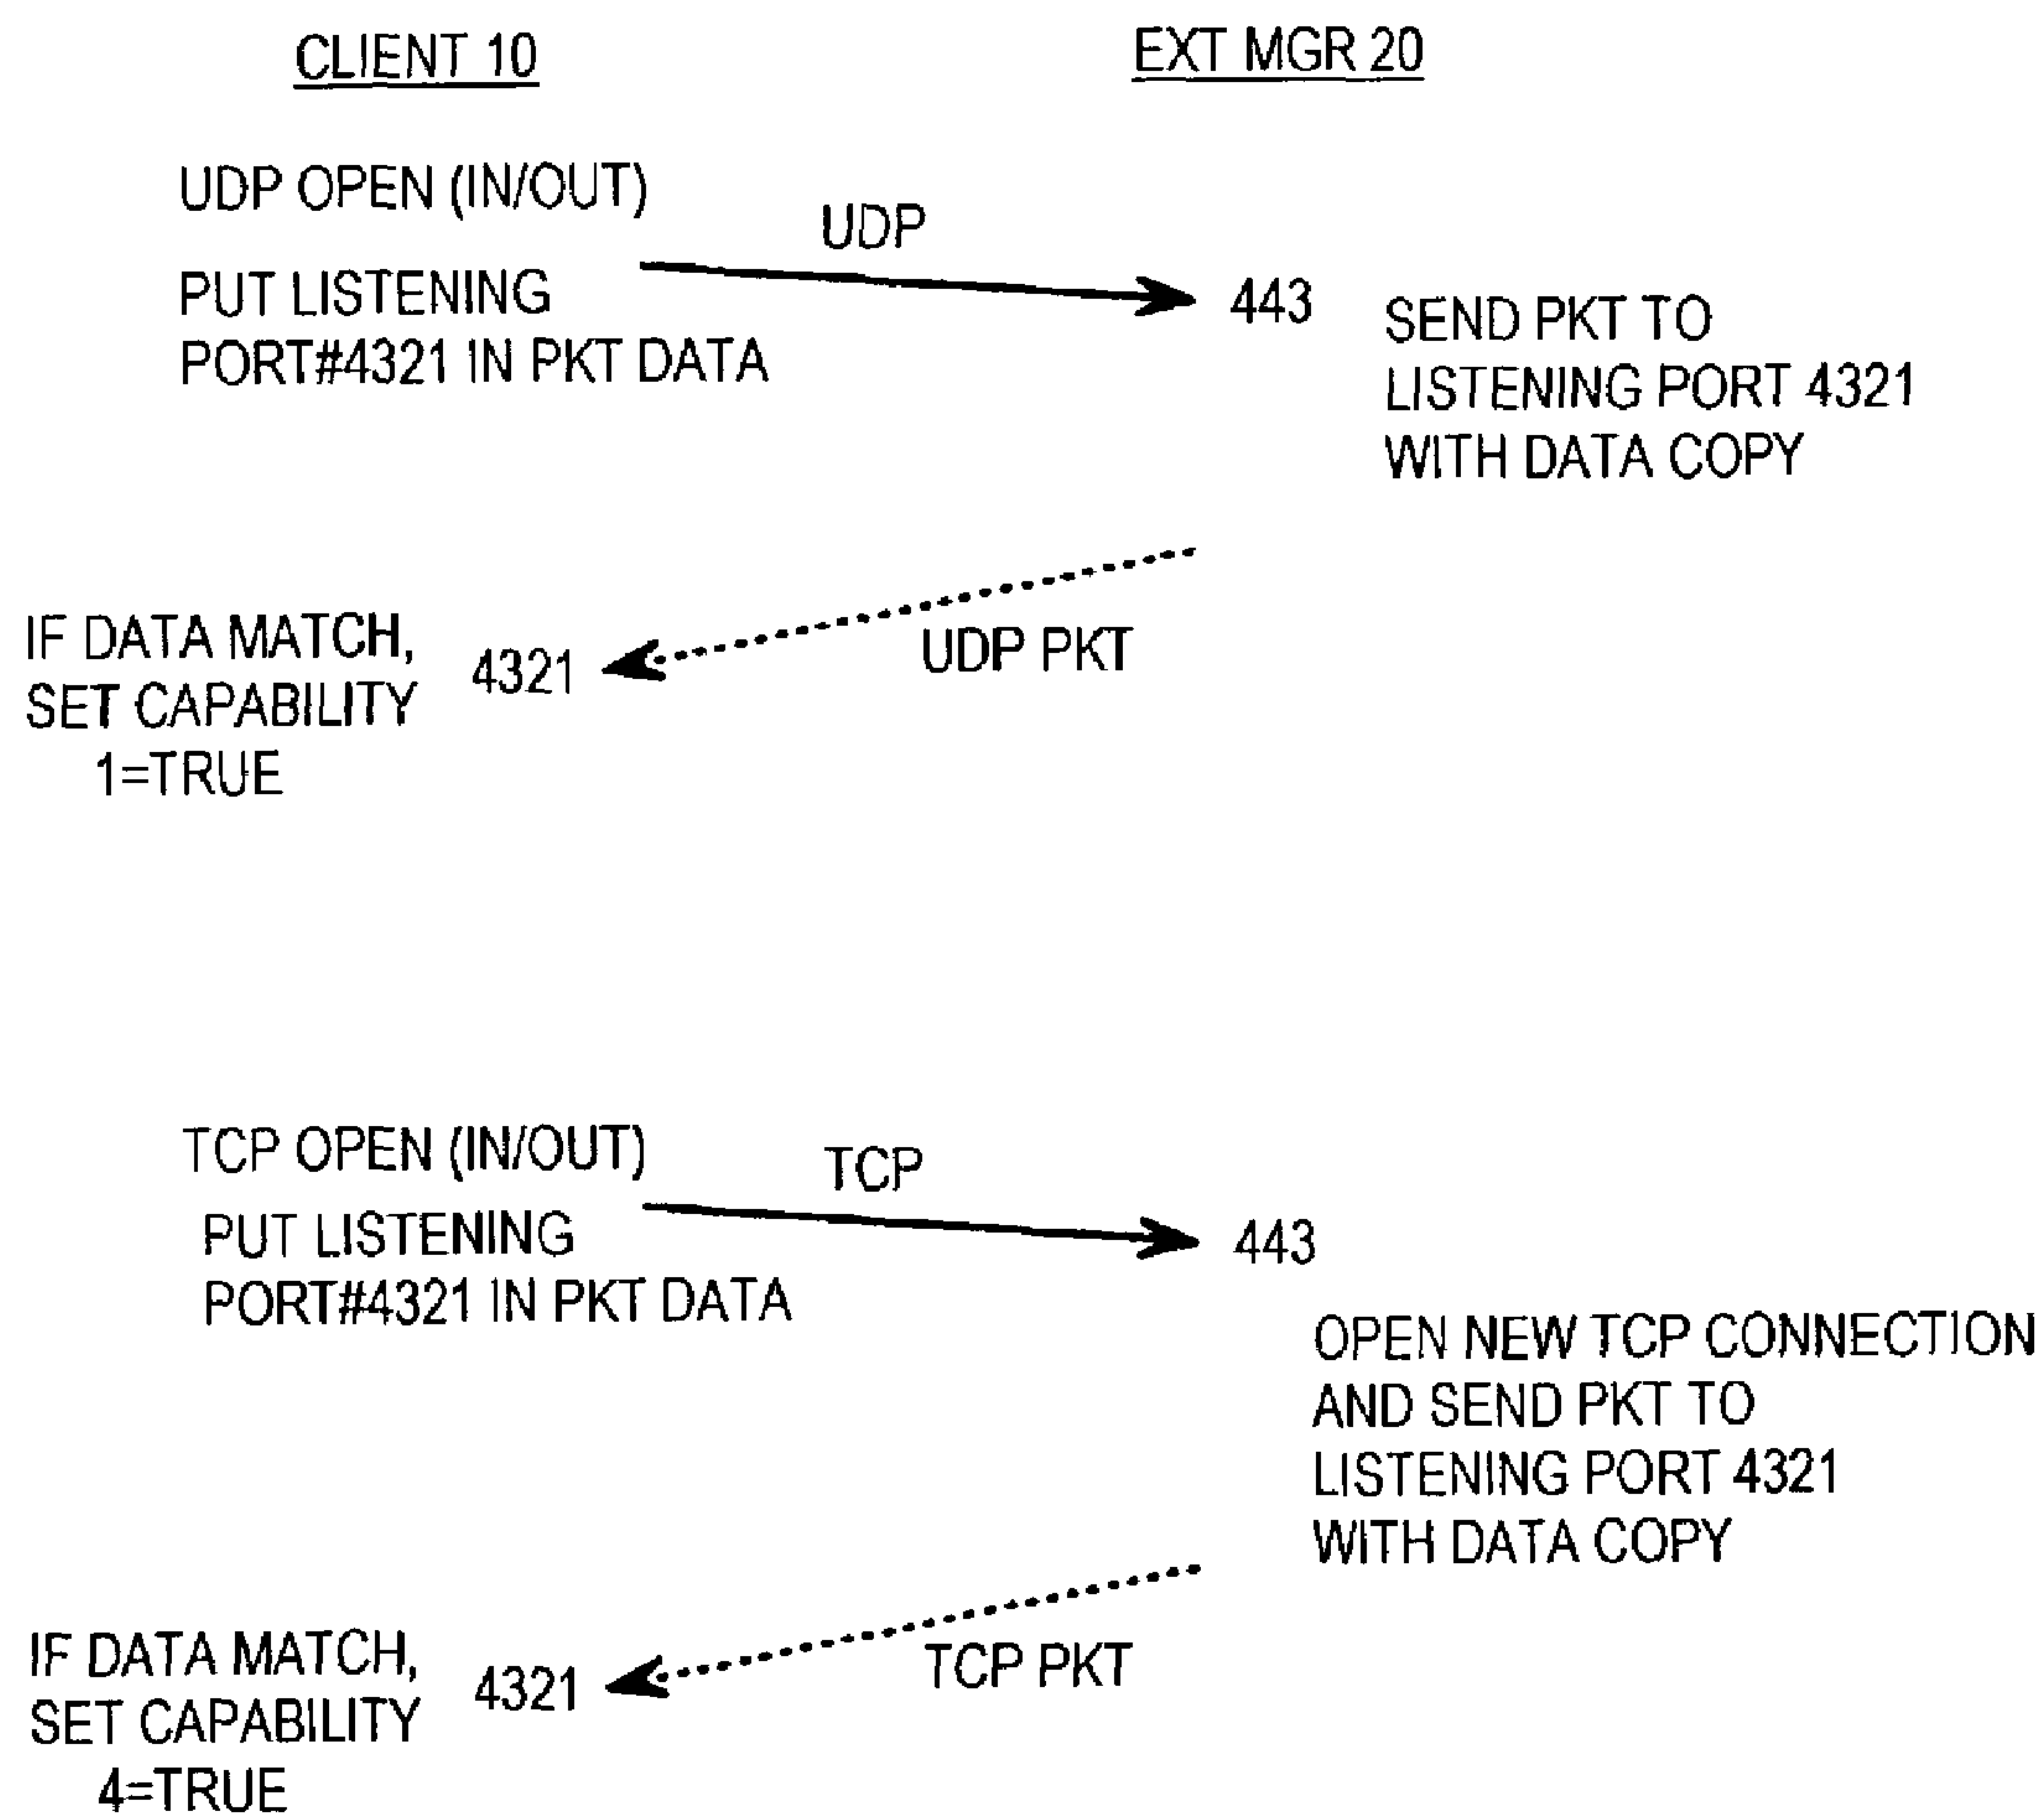 CLIENT 10
EXT MGR 20
UDP OPEN (IN/OUT)
UDP
PUT LISTENING
PORT#4321 IN PKT DATA
443
SEND PKT TO
LISTENING PORT 4321
WITH DATA COPY
UDP PKT
4321
IF DATA MATCH,
SET CAPABILITY
1=TRUE
TCP OPEN (IN/OUT)
TCP
PUT LISTENING
PORT#4321 IN PKT DATA
443
OPEN NEW TCP CONNECTION
AND SEND PKT TO
LISTENING PORT 4321
WITH DATA COPY
TCP PKT
4321
IF DATA MATCH,
SET CAPABILITY
4=TRUE